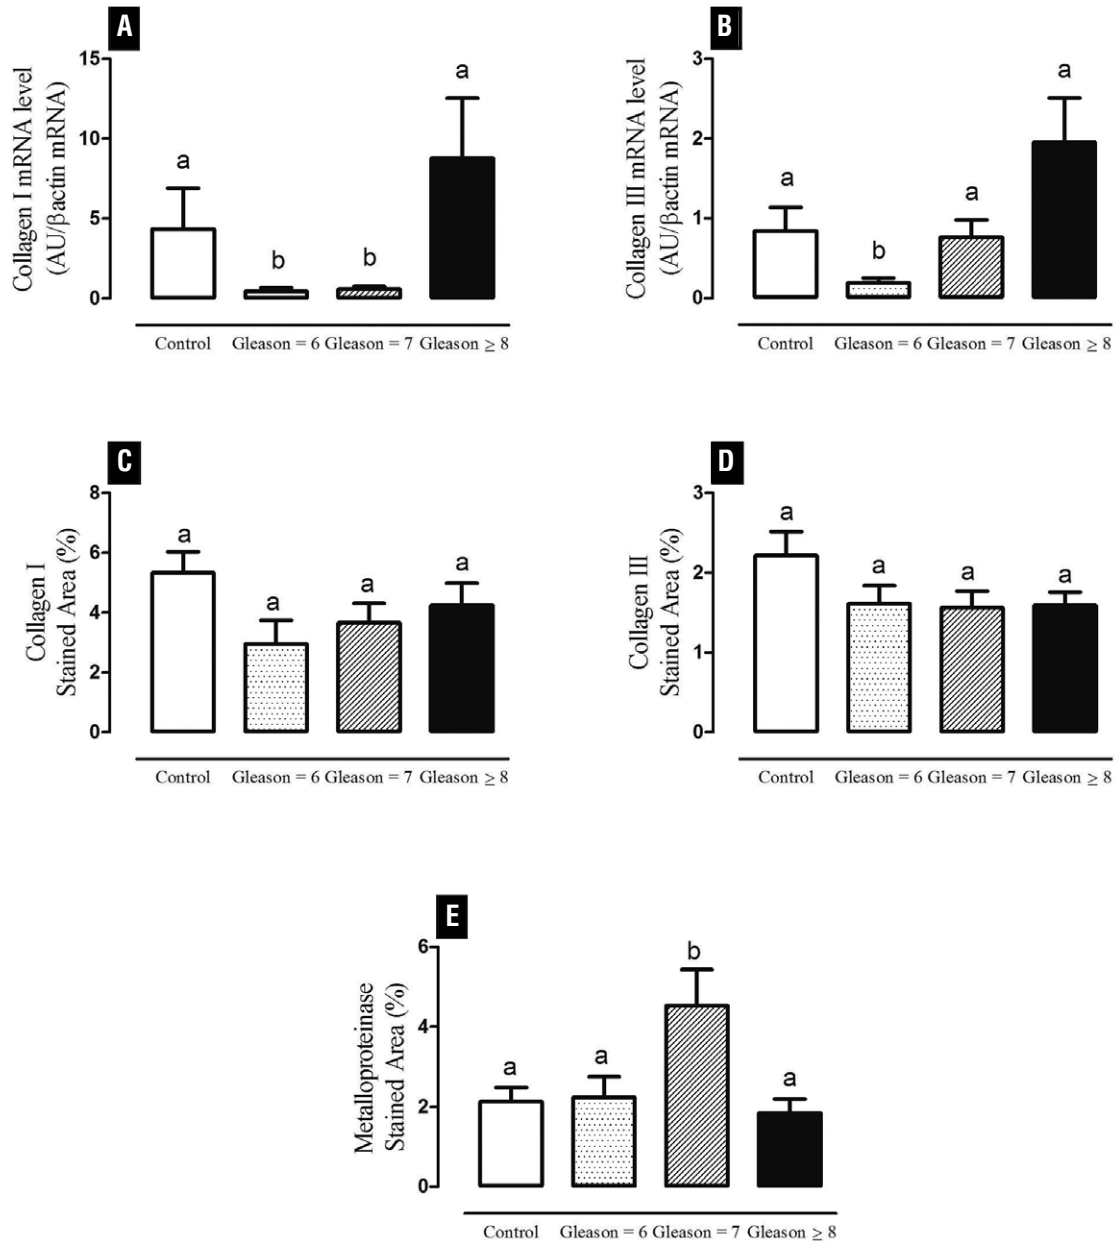 A
Collagen I mRNA level
(AU/βactin mRNA)
15
10
5
0
a
b
b
a
Control Gleason = 6 Gleason = 7 Gleason ≥ 8
B
Collagen III mRNA level
(AU/βactin mRNA)
3
2
1
0
a
b
a
a
Control Gleason = 6 Gleason = 7 Gleason ≥ 8
C
Collagen I
Stained Area (%)
8
6
4
2
0
a
a
a
a
Control Gleason = 6 Gleason = 7 Gleason ≥ 8
D
Collagen III
Stained Area (%)
3
2
1
0
a
a
a
a
Control Gleason = 6 Gleason = 7 Gleason ≥ 8
E
Metalloproteinase
Stained Area (%)
6
4
2
0
a
a
b
a
Control Gleason = 6 Gleason = 7 Gleason ≥ 8